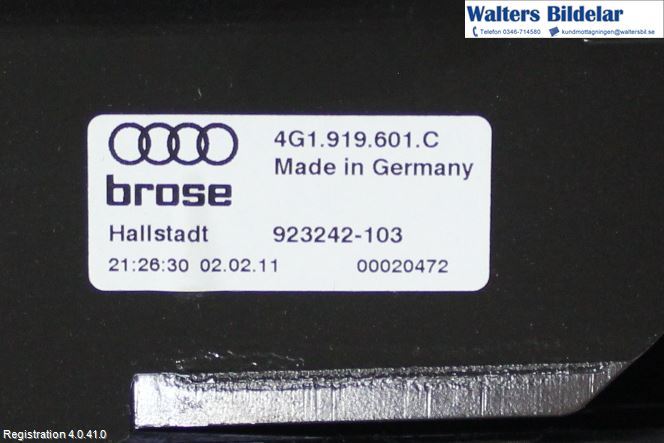 Walters Bildelar
Telefon 0346-714580 kundmottagningen@waltersbil.se
4G1.919.601.C
Made in Germany
brose
Hallstadt 923242-103
21:26:30 02.02.11 00020472
Registration 4.0.41.0